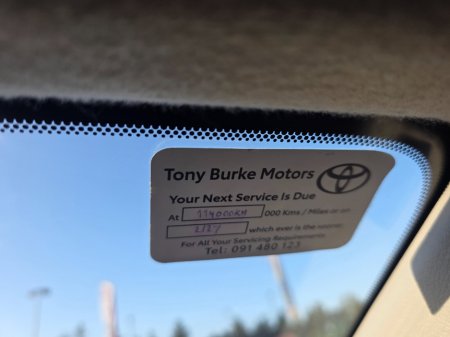 Tony Burke Motors
Your Next Service Is Due
At 114000KM 000 Kms / Miles or on
2/27 which ever is the sooner.
For All Your Servicing Requirements
Tel: 091 480 123